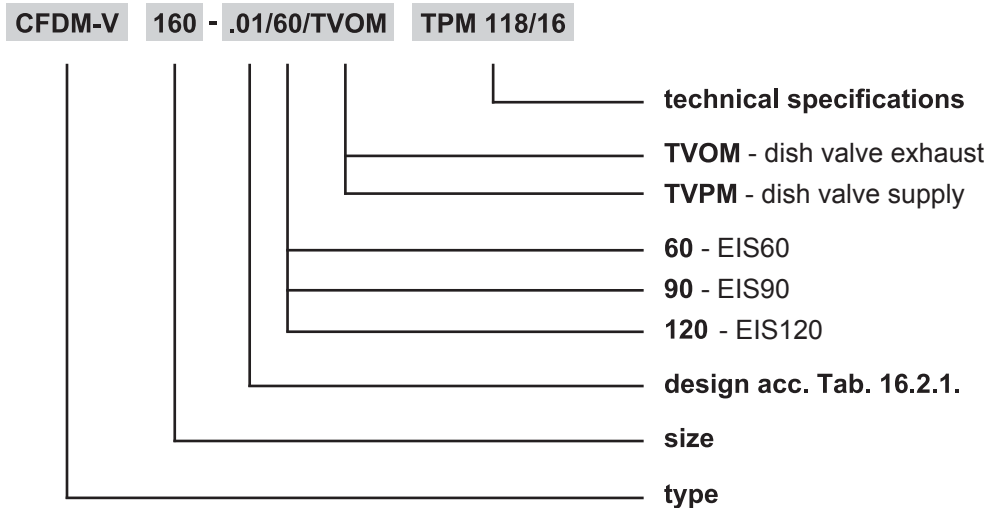 CFDM-V 160 - .01/60/TVOM TPM 118/16
technical specifications
TVOM - dish valve exhaust
TVPM - dish valve supply
60 - EIS60
90 - EIS90
120 - EIS120
design acc. Tab. 16.2.1.
size
type